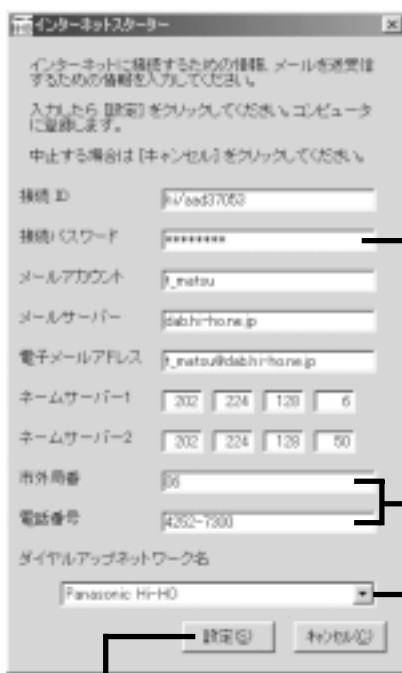 インターネットスターター
インターネットに接続するための情報、メールを送受信
するための情報を入力してください。
入力したら [設定] をクリックしてください。コンピュータ
に登録します。
中止する場合は [キャンセル] をクリックしてください。
接続 ID hi/aad37053
接続パスワード ********
メールアカウント t_matsu
メールサーバー dab.hi-ho.ne.jp
電子メールアドレス t_matsu@dab.hi-ho.ne.jp
ネームサーバー1 202 224 128 6
ネームサーバー2 202 224 128 50
市外局番 06
電話番号 4262-7300
ダイヤルアップネットワーク名
Panasonic Hi-HO
設定(S) キャンセル(C)